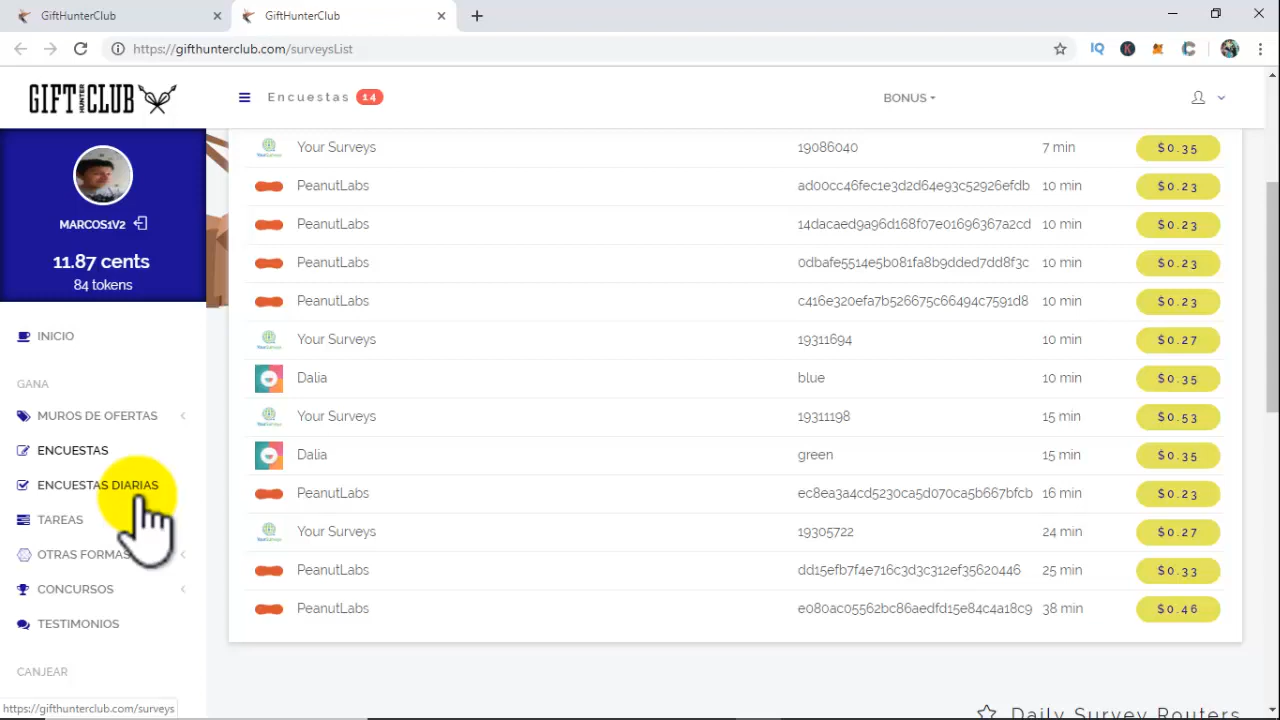 GiftHunterClub
GiftHunterClub
https://gifthunterclub.com/surveysList
GIFT HUNTER CLUB
Encuestas 14
BONUS
MARCOS1V2
11.87 cents
84 tokens
INICIO
GANA
MUROS DE OFERTAS
ENCUESTAS
ENCUESTAS DIARIAS
TAREAS
OTRAS FORMAS
CONCURSOS
TESTIMONIOS
CANJEAR
Your Surveys 19086040 7 min $0.35
PeanutLabs ad00cc46fec1e3d2d64e93c52926efdb 10 min $0.23
PeanutLabs 14dacaed9a96d168f07e01696367a2cd 10 min $0.23
PeanutLabs 0dbafe5514e5b081fa8b9dded7dd8f3c 10 min $0.23
PeanutLabs c416e320efa7b526675c66494c7591d8 10 min $0.23
Your Surveys 19311694 10 min $0.27
Dalia blue 10 min $0.35
Your Surveys 19311198 15 min $0.53
Dalia green 15 min $0.35
PeanutLabs ec8ea3a4cd5230ca5d070ca5b667bfcb 16 min $0.23
Your Surveys 19305722 24 min $0.27
PeanutLabs dd15efb7f4e716c3d3c312ef35620446 25 min $0.33
PeanutLabs e080ac05562bc86aedfd15e84c4a18c9 38 min $0.46
Daily Survey Routers
https://gifthunterclub.com/surveys